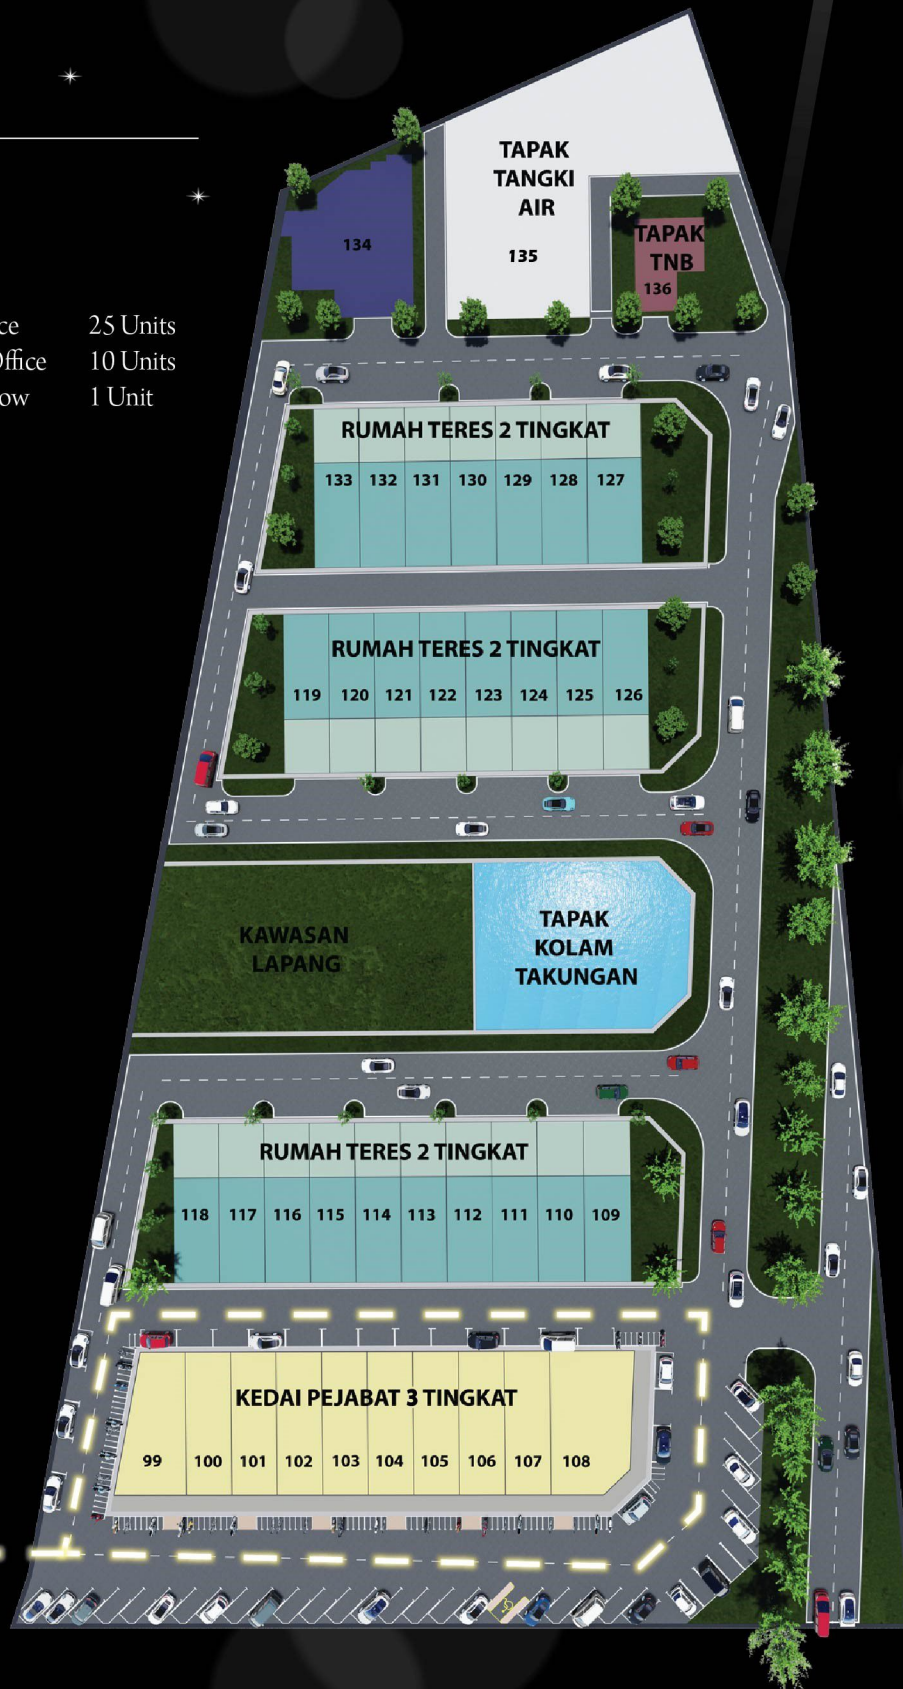 ce 25 Units
Office 10 Units
ow 1 Unit
TAPAK
TANGKI
AIR
135
134
TAPAK
TNB
136
RUMAH TERES 2 TINGKAT
133 132 131 130 129 128 127
RUMAH TERES 2 TINGKAT
119 120 121 122 123 124 125 126
KAWASAN
LAPANG
TAPAK
KOLAM
TAKUNGAN
RUMAH TERES 2 TINGKAT
118 117 116 115 114 113 112 111 110 109
KEDAI PEJABAT 3 TINGKAT
99 100 101 102 103 104 105 106 107 108